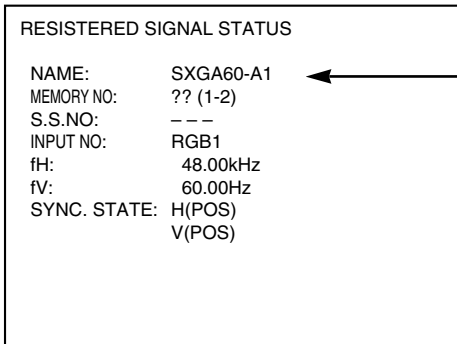 RESISTERED SIGNAL STATUS
NAME: SXGA60-A1
MEMORY NO: ?? (1-2)
S.S.NO: – – –
INPUT NO: RGB1
fH: 48.00kHz
fV: 60.00Hz
SYNC. STATE: H(POS)
V(POS)